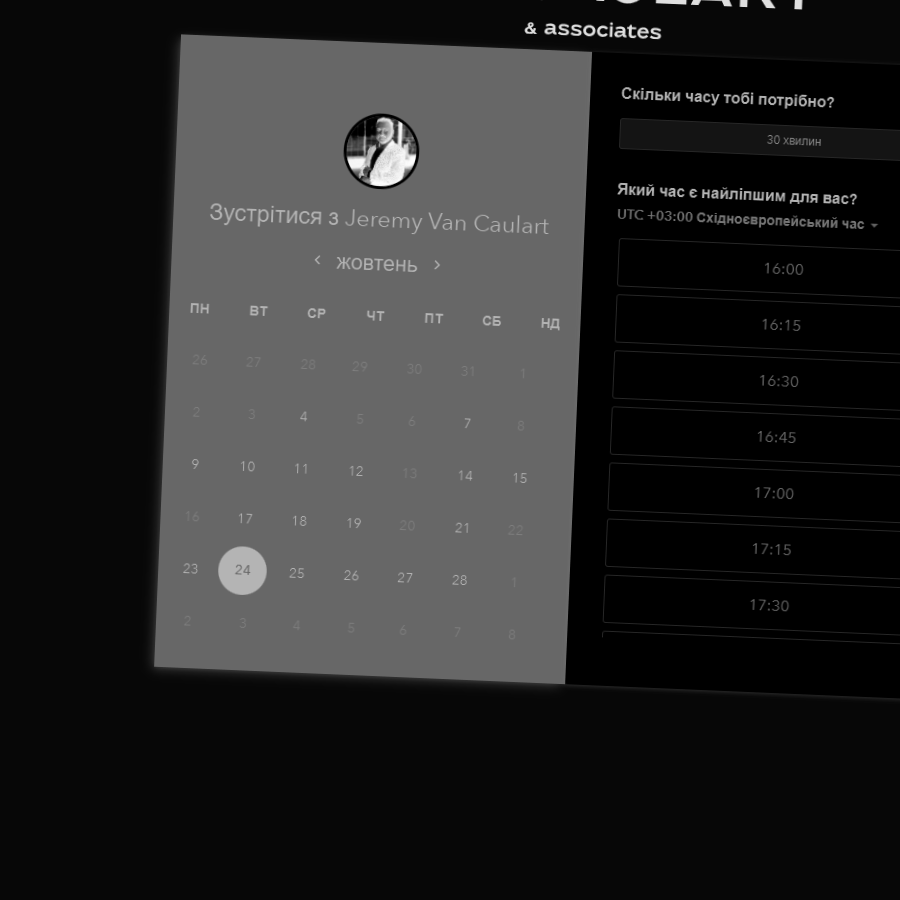 & associates
Зустрітися з Jeremy Van Caulart
жовтень
ПН ВТ СР ЧТ ПТ СБ НД
26 27 28 29 30 31 1
2 3 4 5 6 7 8
9 10 11 12 13 14 15
16 17 18 19 20 21 22
23 24 25 26 27 28 1
2 3 4 5 6 7 8
Скільки часу тобі потрібно?
30 хвилин
Який час є найліпшим для вас?
UTC +03:00 Східноєвропейський час
16:00
16:15
16:30
16:45
17:00
17:15
17:30